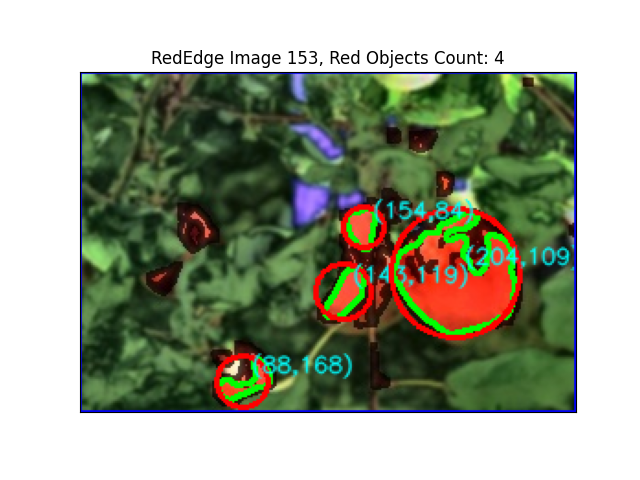 RedEdge Image 153, Red Objects Count: 4
(154,84)
(204,109)
(143,119)
(88,168)